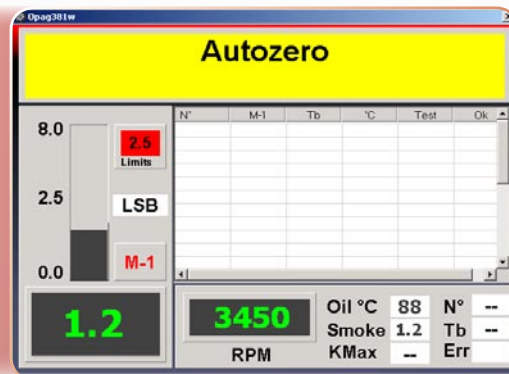 Opag381w
Autozero
N° M-1 Tb °C Test Ok
8.0
2.5
Limits
2.5
LSB
M-1
0.0
1.2
3450
RPM
Oil °C 88 N° --
Smoke 1.2 Tb --
KMax -- Err